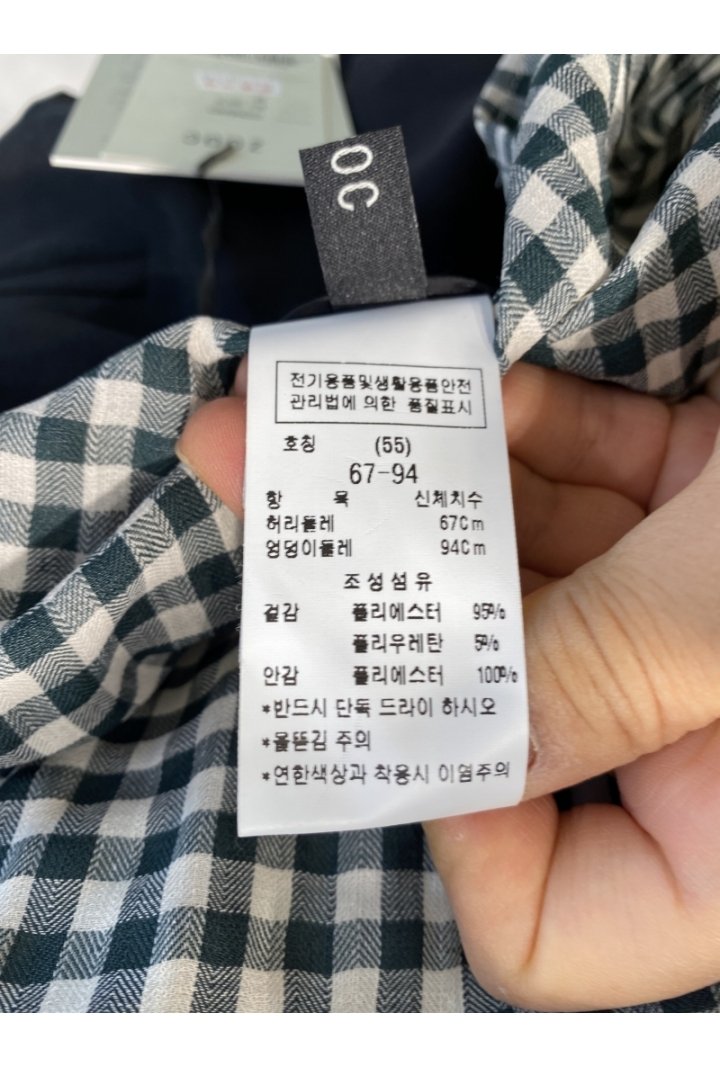 OC
전기용품및생활용품안전
관리법에 의한 품질표시
호칭 (55)
67-94
항 목 신체치수
허리둘레 67Cm
엉덩이둘레 94Cm
조성섬유
겉감 폴리에스터 95%
폴리우레탄 5%
안감 폴리에스터 100%
*반드시 단독 드라이 하시오
*올뜯김 주의
*연한색상과 착용시 이염주의